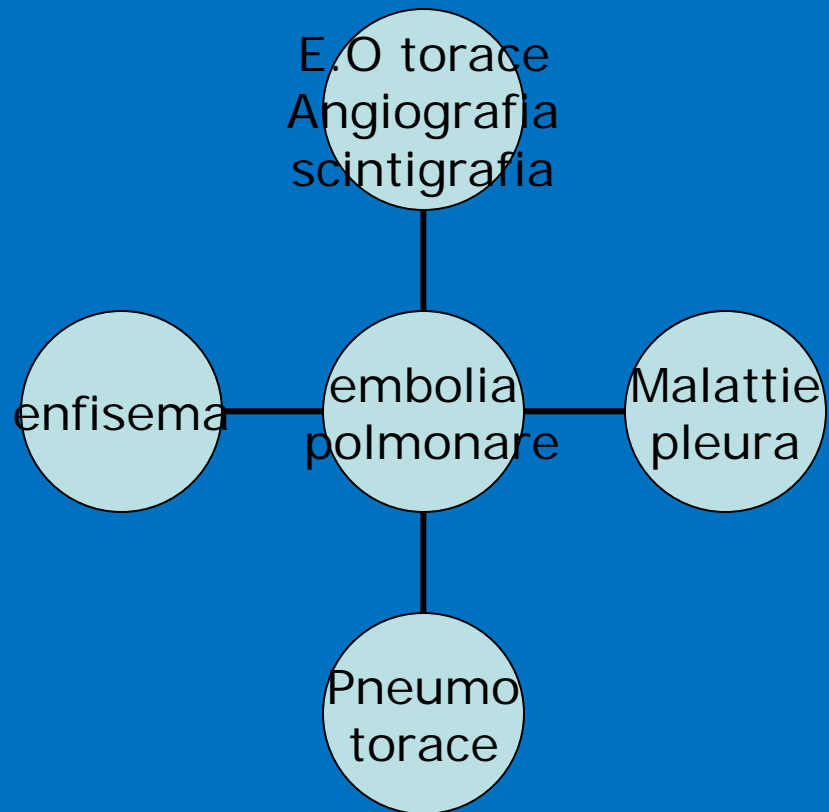 E.O torace
Angiografia
scintigrafia
enfisema
embolia
polmonare
Malattie
pleura
Pneumo
torace